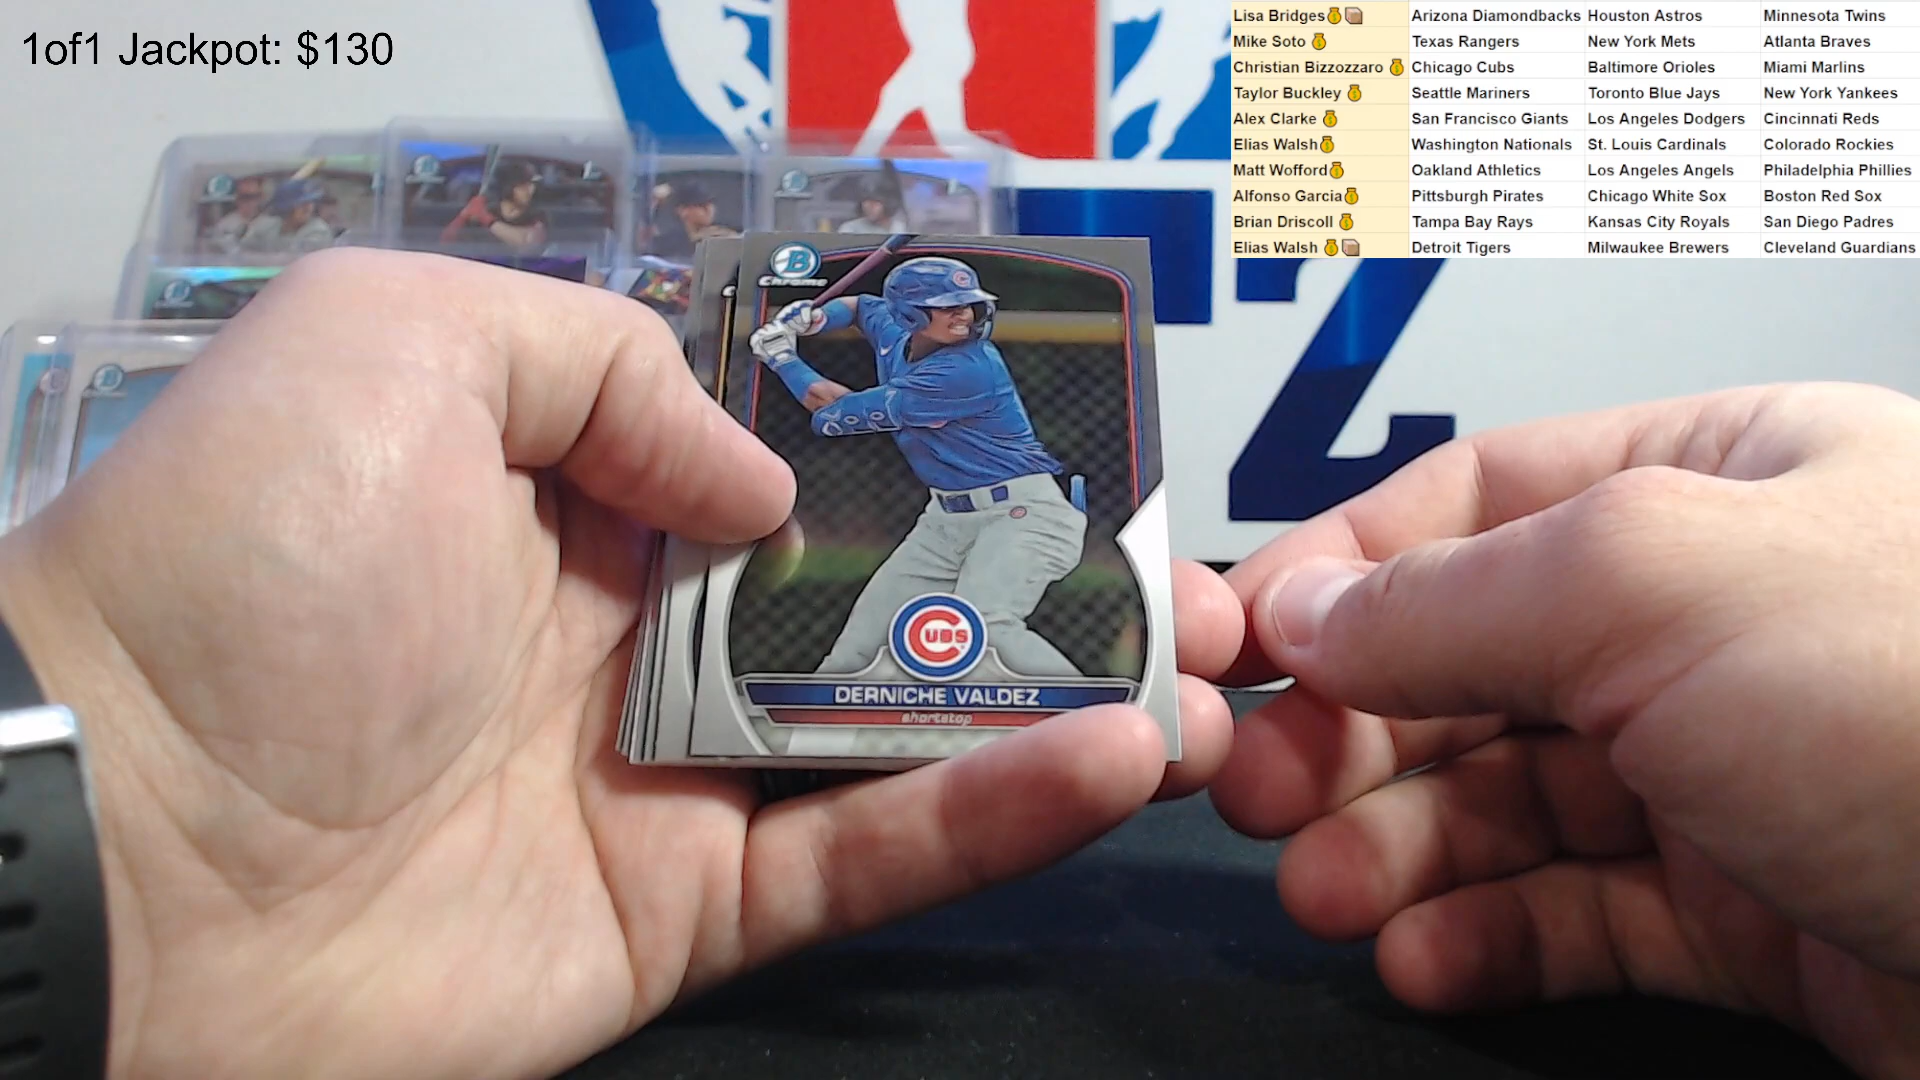 1of1 Jackpot: $130
Lisa Bridges Arizona Diamondbacks Houston Astros Minnesota Twins
Mike Soto Texas Rangers New York Mets Atlanta Braves
Christian Bizzozzaro Chicago Cubs Baltimore Orioles Miami Marlins
Taylor Buckley Seattle Mariners Toronto Blue Jays New York Yankees
Alex Clarke San Francisco Giants Los Angeles Dodgers Cincinnati Reds
Elias Walsh Washington Nationals St. Louis Cardinals Colorado Rockies
Matt Wofford Oakland Athletics Los Angeles Angels Philadelphia Phillies
Alfonso Garcia Pittsburgh Pirates Chicago White Sox Boston Red Sox
Brian Driscoll Tampa Bay Rays Kansas City Royals San Diego Padres
Elias Walsh Detroit Tigers Milwaukee Brewers Cleveland Guardians
B
Chrome
CUBS
DERNICHE VALDEZ
shortstop